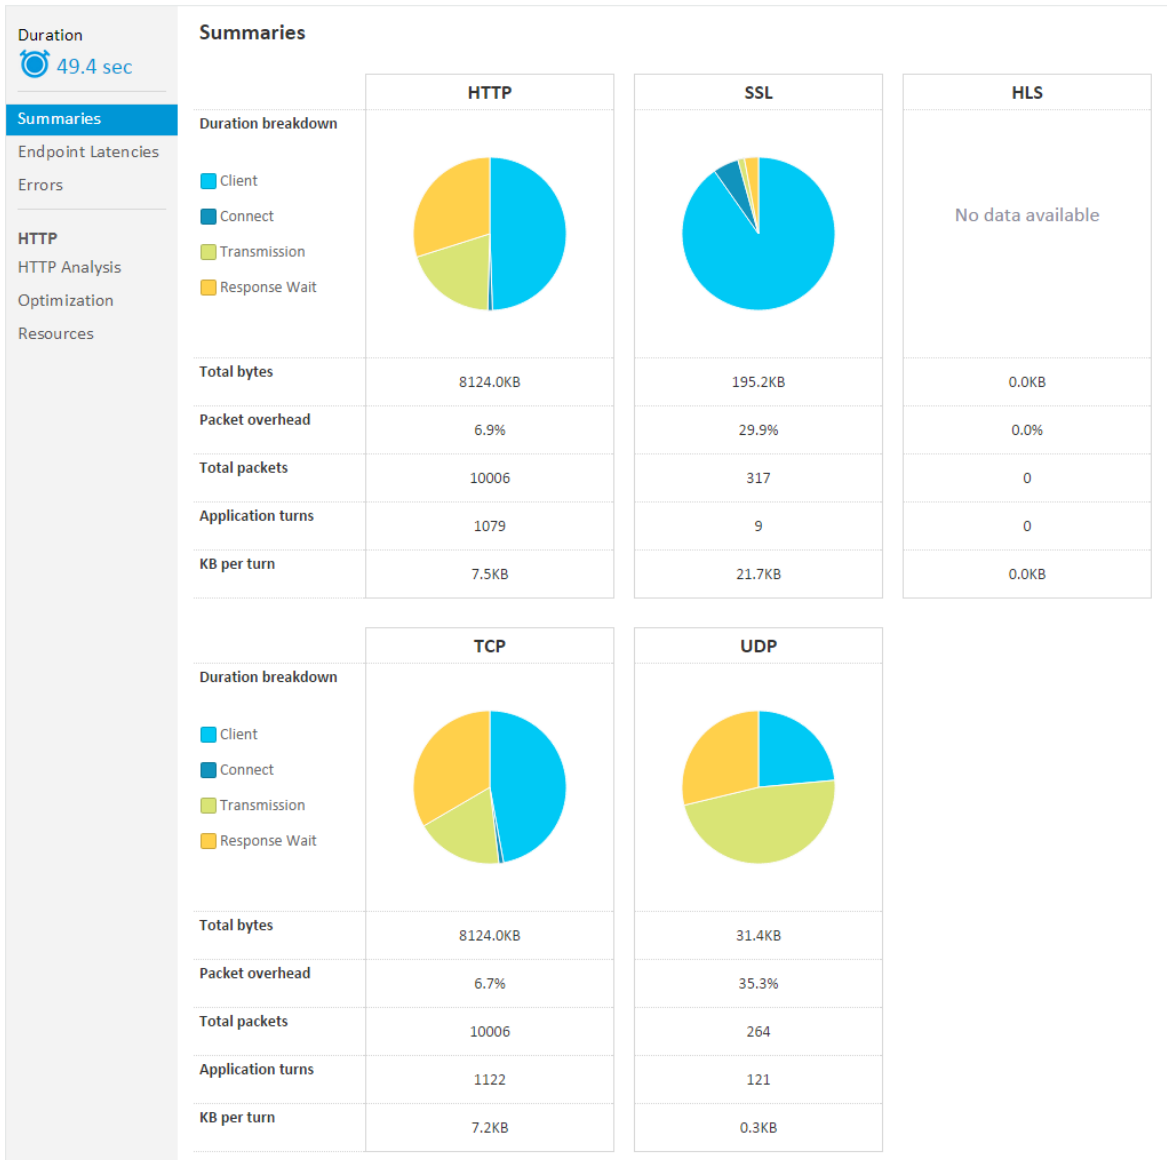 Duration
49.4 sec
Summaries
Endpoint Latencies
Errors
HTTP
HTTP Analysis
Optimization
Resources
Summaries
HTTP SSL HLS
Duration breakdown
Client
Connect
Transmission
Response Wait
No data available
Total bytes 8124.0KB 195.2KB 0.0KB
Packet overhead 6.9% 29.9% 0.0%
Total packets 10006 317 0
Application turns 1079 9 0
KB per turn 7.5KB 21.7KB 0.0KB
TCP UDP
Duration breakdown
Client
Connect
Transmission
Response Wait
Total bytes 8124.0KB 31.4KB
Packet overhead 6.7% 35.3%
Total packets 10006 264
Application turns 1122 121
KB per turn 7.2KB 0.3KB